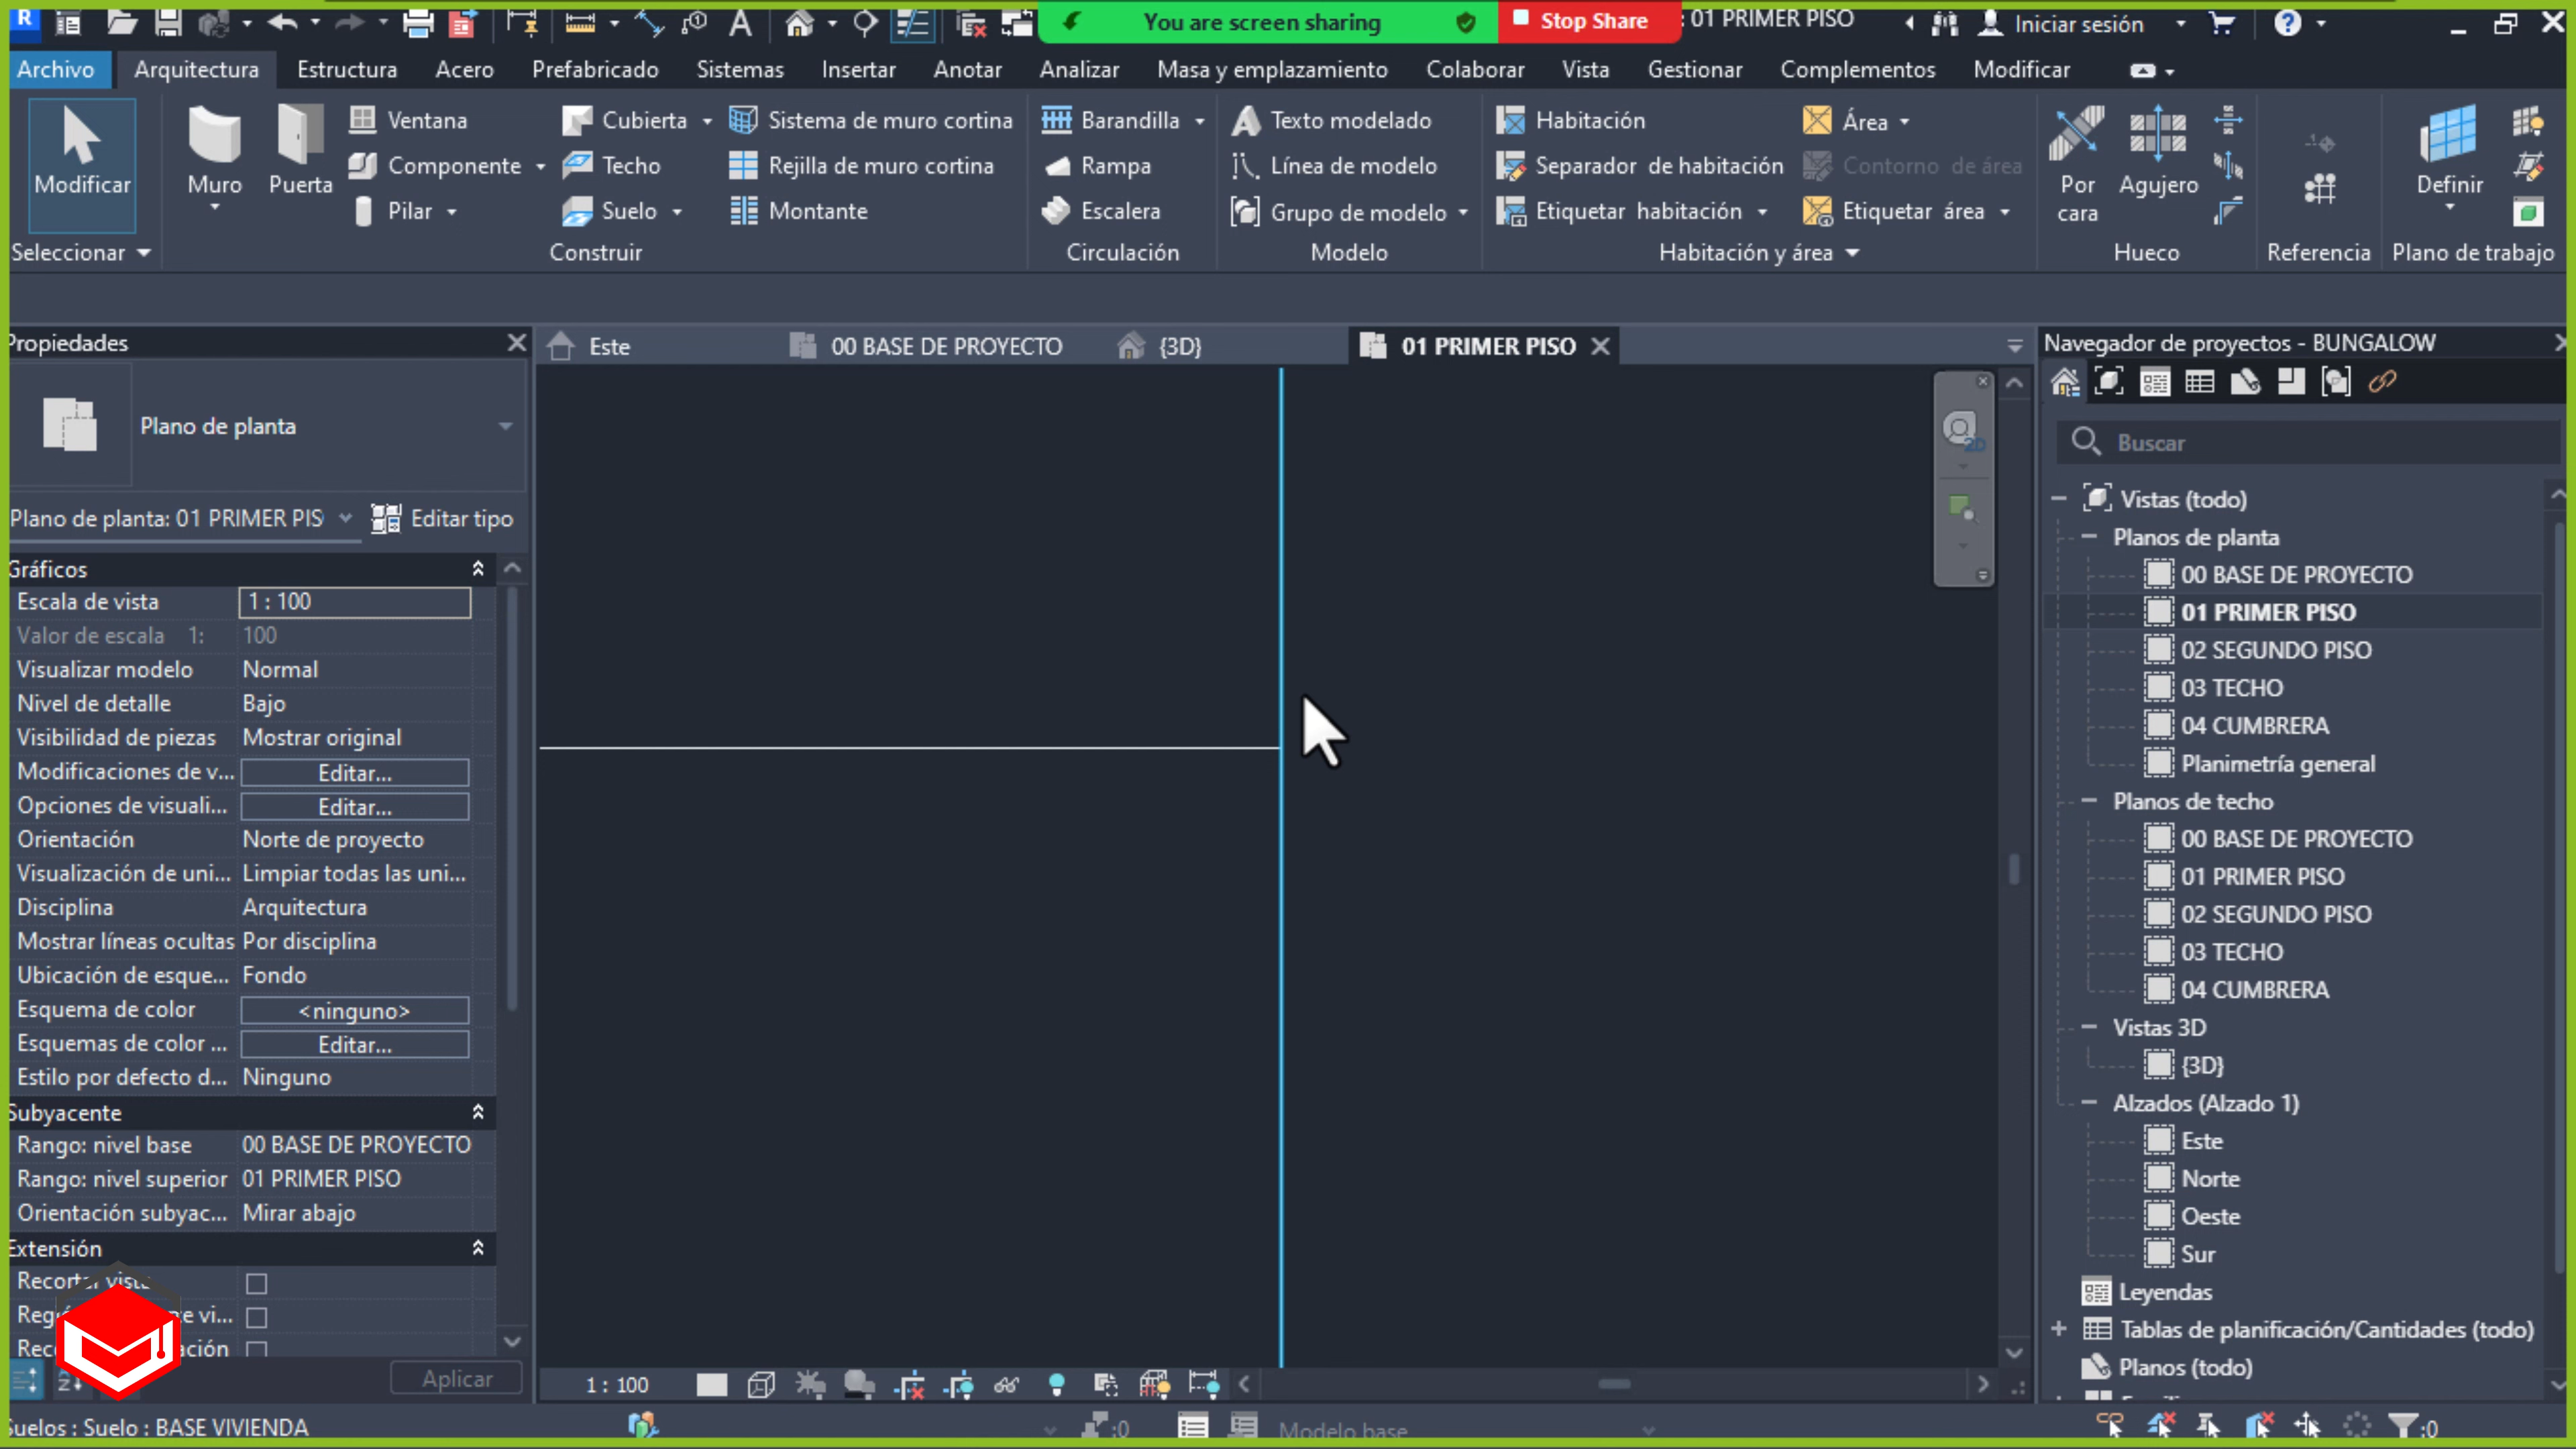 You are screen sharing
Stop Share
: 01 PRIMER PISO
Iniciar sesión
Archivo
Arquitectura
Estructura
Acero
Prefabricado
Sistemas
Insertar
Anotar
Analizar
Masa y emplazamiento
Colaborar
Vista
Gestionar
Complementos
Modificar
Modificar
Seleccionar
Muro
Puerta
Ventana
Componente
Pilar
Cubierta
Techo
Suelo
Sistema de muro cortina
Rejilla de muro cortina
Montante
Construir
Barandilla
Rampa
Escalera
Circulación
Texto modelado
Línea de modelo
Grupo de modelo
Modelo
Habitación
Separador de habitación
Etiquetar habitación
Área
Contorno de área
Etiquetar área
Habitación y área
Por
cara
Agujero
Hueco
Referencia
Definir
Plano de trabajo
Propiedades
Plano de planta
Plano de planta: 01 PRIMER PIS
Editar tipo
Gráficos
Escala de vista 1 : 100
Valor de escala 1: 100
Visualizar modelo Normal
Nivel de detalle Bajo
Visibilidad de piezas Mostrar original
Modificaciones de v... Editar...
Opciones de visuali... Editar...
Orientación Norte de proyecto
Visualización de uni... Limpiar todas las uni...
Disciplina Arquitectura
Mostrar líneas ocultas Por disciplina
Ubicación de esque... Fondo
Esquema de color <ninguno>
Esquemas de color ... Editar...
Estilo por defecto d... Ninguno
Subyacente
Rango: nivel base 00 BASE DE PROYECTO
Rango: nivel superior 01 PRIMER PISO
Orientación subyac... Mirar abajo
Extensión
Recortar vista
Aplicar
Este
00 BASE DE PROYECTO
{3D}
01 PRIMER PISO
2D
1 : 100
Navegador de proyectos - BUNGALOW
Buscar
Vistas (todo)
Planos de planta
00 BASE DE PROYECTO
01 PRIMER PISO
02 SEGUNDO PISO
03 TECHO
04 CUMBRERA
Planimetría general
Planos de techo
00 BASE DE PROYECTO
01 PRIMER PISO
02 SEGUNDO PISO
03 TECHO
04 CUMBRERA
Vistas 3D
{3D}
Alzados (Alzado 1)
Este
Norte
Oeste
Sur
Leyendas
Tablas de planificación/Cantidades (todo)
Planos (todo)
Suelos : Suelo : BASE VIVIENDA
:0
Modelo base
:0